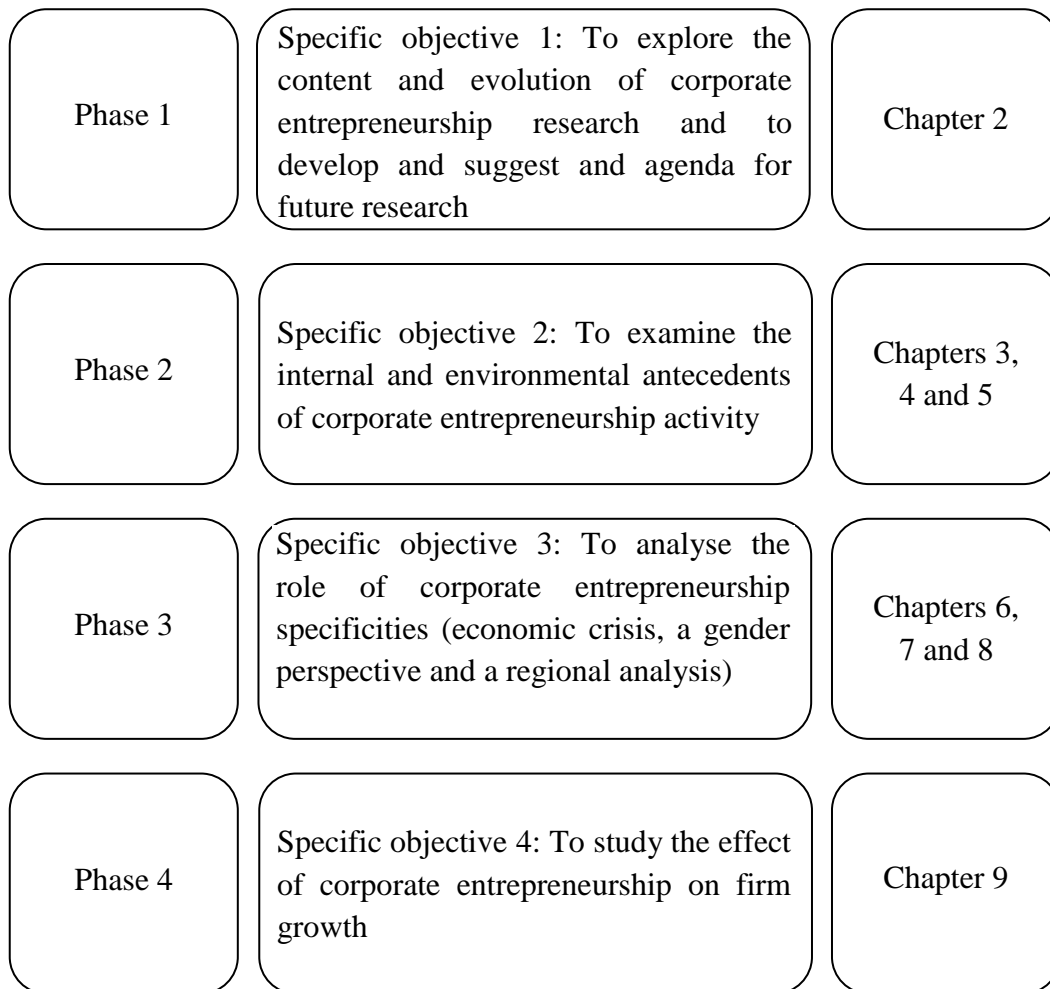 Phase 1
Specific objective 1: To explore the
content and evolution of corporate
entrepreneurship research and to
develop and suggest and agenda for
future research
Chapter 2
Phase 2
Specific objective 2: To examine the
internal and environmental antecedents
of corporate entrepreneurship activity
Chapters 3,
4 and 5
Phase 3
Specific objective 3: To analyse the
role of corporate entrepreneurship
specificities (economic crisis, a gender
perspective and a regional analysis)
Chapters 6,
7 and 8
Phase 4
Specific objective 4: To study the effect
of corporate entrepreneurship on firm
growth
Chapter 9